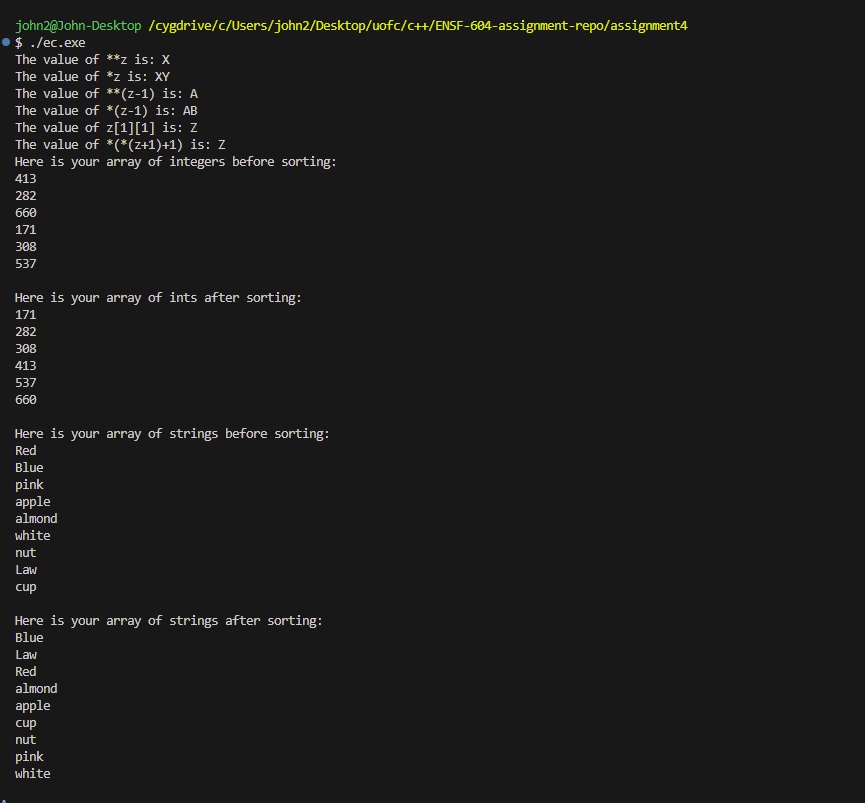 john2@John-Desktop /cygdrive/c/Users/john2/Desktop/uofc/c++/ENSF-604-assignment-repo/assignment4
$ ./ec.exe
The value of **z is: X
The value of *z is: XY
The value of **(z-1) is: A
The value of *(z-1) is: AB
The value of z[1][1] is: Z
The value of *(*(z+1)+1) is: Z
Here is your array of integers before sorting:
413
282
660
171
308
537

Here is your array of ints after sorting:
171
282
308
413
537
660

Here is your array of strings before sorting:
Red
Blue
pink
apple
almond
white
nut
Law
cup

Here is your array of strings after sorting:
Blue
Law
Red
almond
apple
cup
nut
pink
white